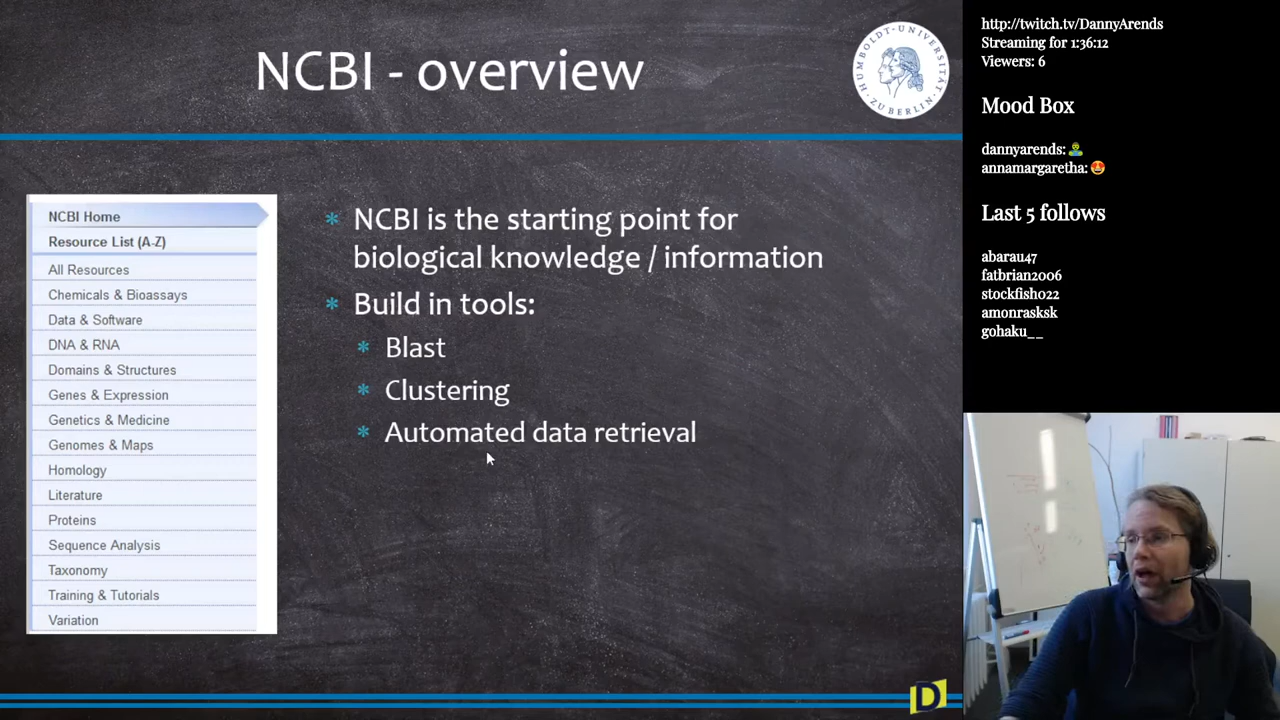 NCBI - overview
HUMBOLDT-UNIVERSITÄT
ZU BERLIN
NCBI Home
Resource List (A-Z)
All Resources
Chemicals & Bioassays
Data & Software
DNA & RNA
Domains & Structures
Genes & Expression
Genetics & Medicine
Genomes & Maps
Homology
Literature
Proteins
Sequence Analysis
Taxonomy
Training & Tutorials
Variation
NCBI is the starting point for
biological knowledge / information
Build in tools:
Blast
Clustering
Automated data retrieval
D
http://twitch.tv/DannyArends
Streaming for 1:36:12
Viewers: 6
Mood Box
dannyarends: 🧟‍♂️
annamargaretha: 😍
Last 5 follows
abarau47
fatbrian2006
stockfish022
amonrasksk
gohaku__